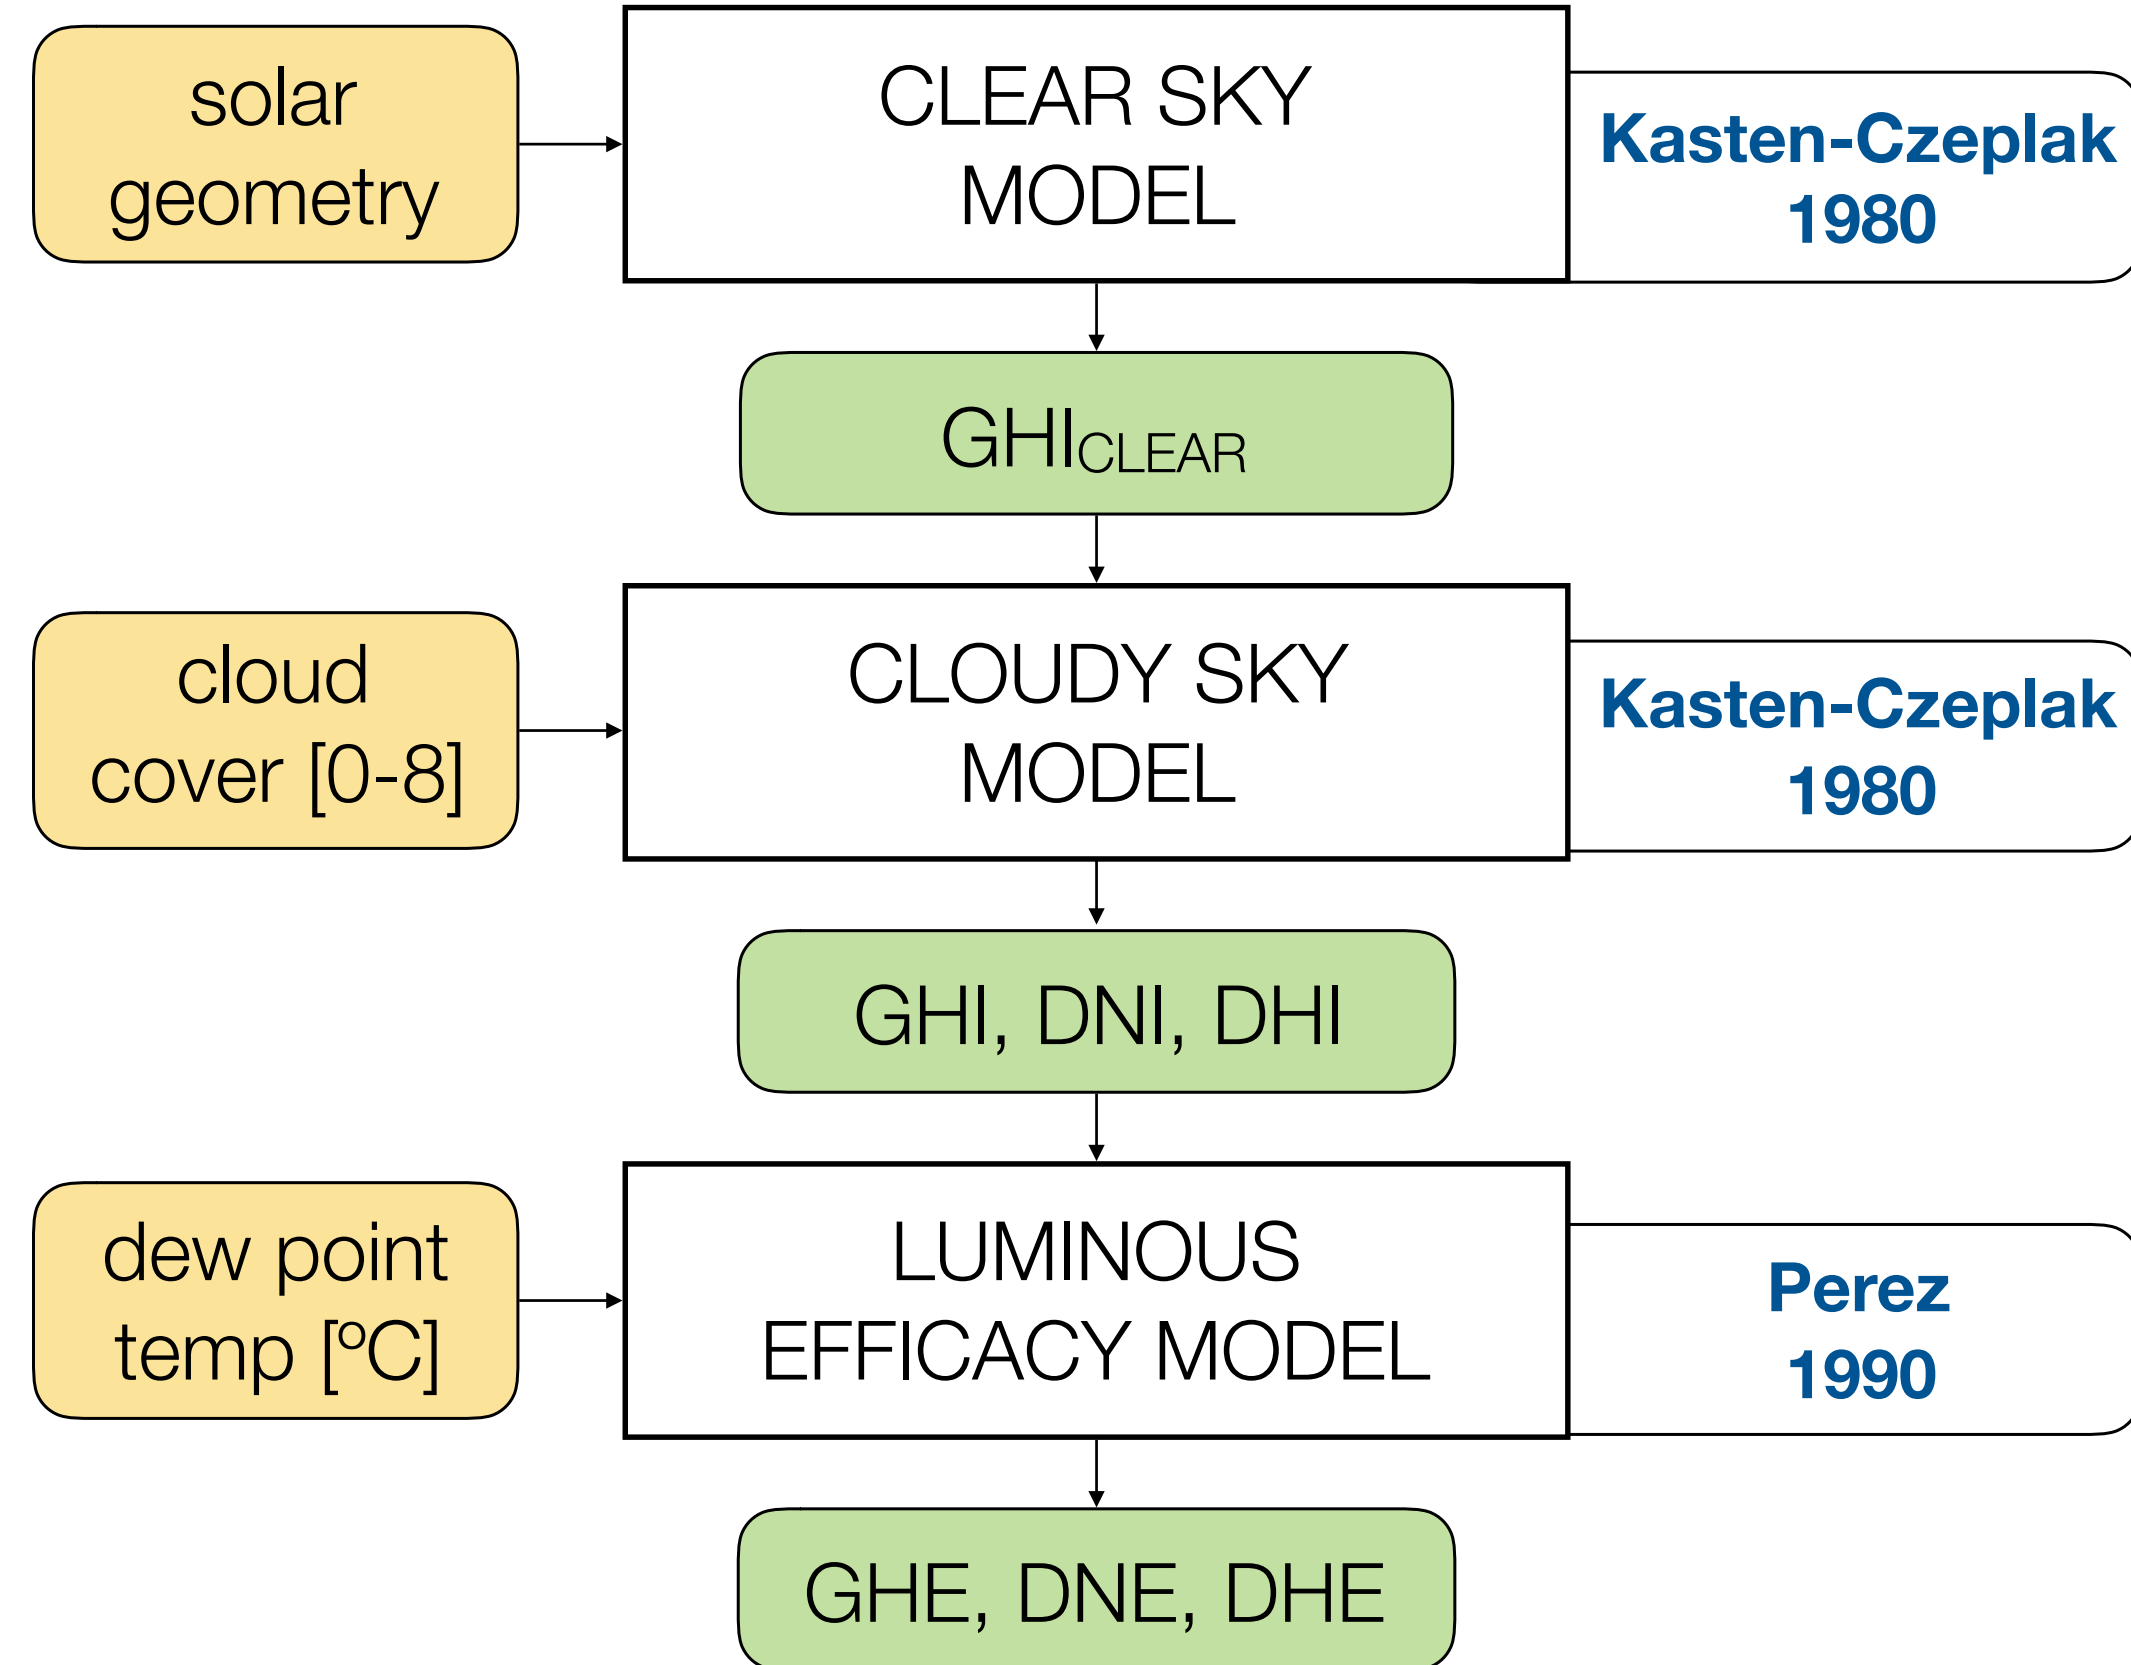 solar
geometry
CLEAR SKY
MODEL
Kasten-Czeplak
1980
GHICLEAR
cloud
cover [0-8]
CLOUDY SKY
MODEL
Kasten-Czeplak
1980
GHI, DNI, DHI
dew point
temp [ºC]
LUMINOUS
EFFICACY MODEL
Perez
1990
GHE, DNE, DHE